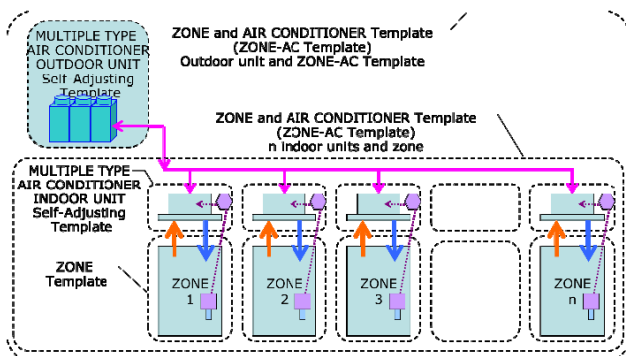 MULTIPLE TYPE
AIR CONDITIONER
OUTDOOR UNIT
Self-Adjusting
Template
ZONE and AIR CONDITIONER Template
(ZONE-AC Template)
Outdoor unit and ZONE-AC Template
ZONE and AIR CONDITIONER Template
(ZONE-AC Template)
n indoor units and zone
MULTIPLE TYPE
AIR CONDITIONER
INDOOR UNIT
Self-Adjusting
Template
ZONE
Template
ZONE
1
ZONE
2
ZONE
3
ZONE
n